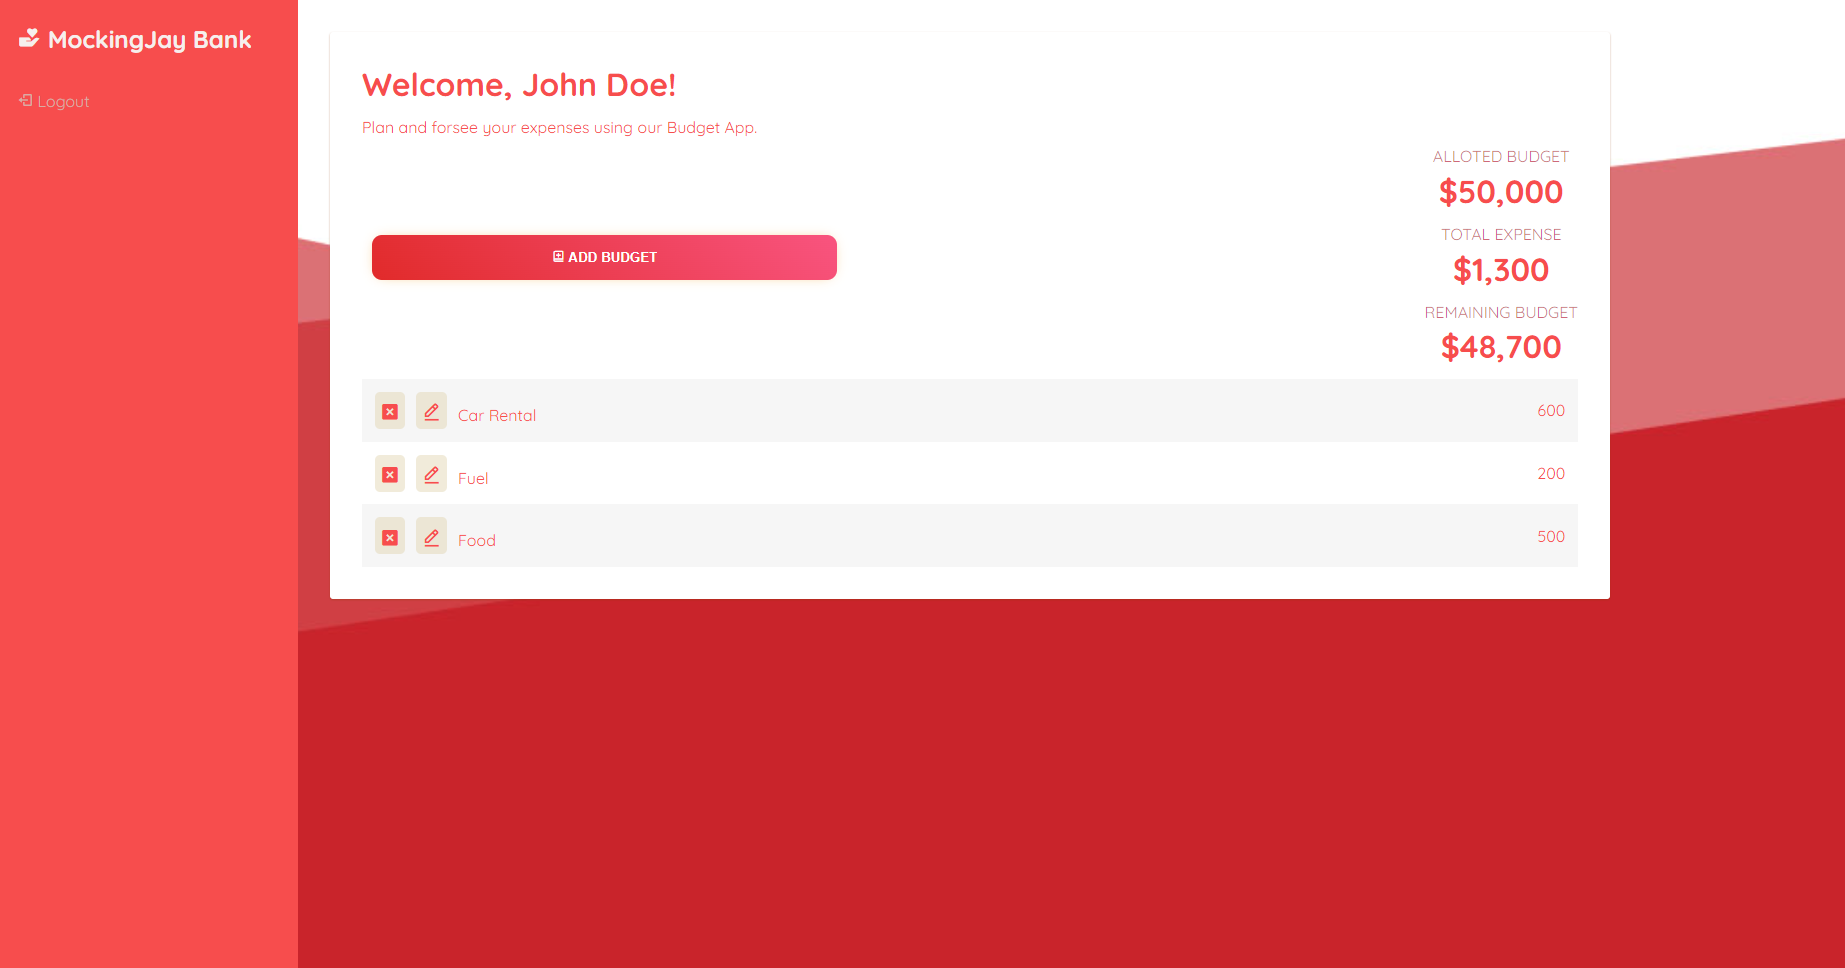 MockingJay Bank
Logout
Welcome, John Doe!
Plan and forsee your expenses using our Budget App.
ALLOTED BUDGET
$50,000
ADD BUDGET
TOTAL EXPENSE
$1,300
REMAINING BUDGET
$48,700
Car Rental 600
Fuel 200
Food 500